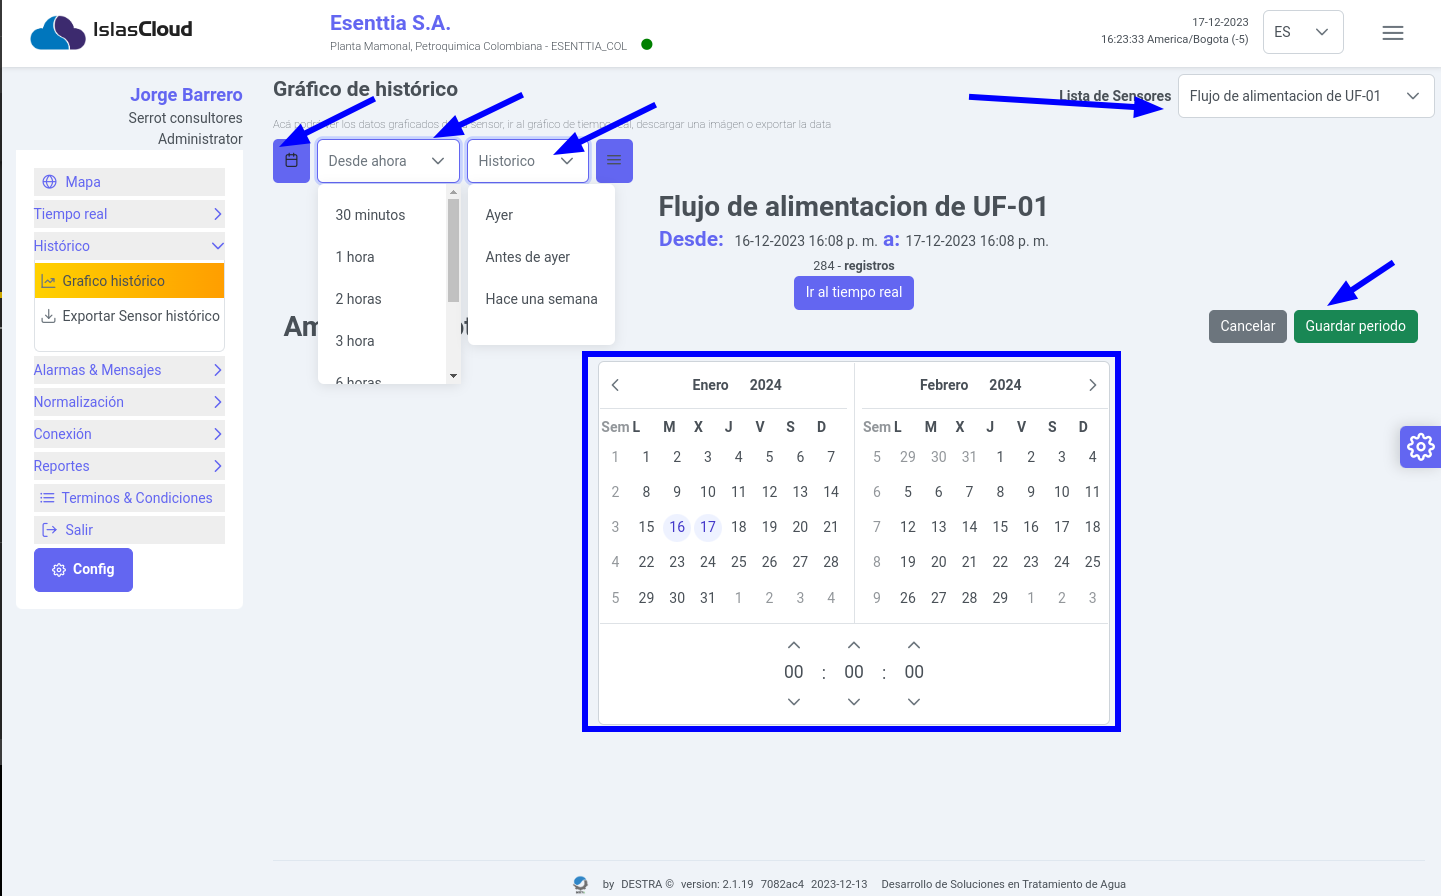 IslasCloud
Esenttia S.A.
Planta Mamonal, Petroquimica Colombiana - ESENTTIA_COL
17-12-2023
16:23:33 America/Bogota (-5)
ES
Jorge Barrero
Serrot consultores
Administrador
Mapa
Tiempo real
Histórico
Grafico histórico
Exportar Sensor histórico
Alarmas & Mensajes
Normalización
Conexión
Reportes
Terminos & Condiciones
Salir
Config
Gráfico de histórico
Lista de Sensores
Flujo de alimentacion de UF-01
Acá los datos graficados sensor, ir al gráfico de tiempo real, descargar una imágen o exportar la data
Desde ahora
Historico
30 minutos
1 hora
2 horas
3 hora
6 horas
Ayer
Antes de ayer
Hace una semana
Flujo de alimentacion de UF-01
Desde: 16-12-2023 16:08 p. m. a: 17-12-2023 16:08 p. m.
284 - registros
Ir al tiempo real
Cancelar
Guardar periodo
Enero 2024
Sem L M X J V S D
1 1 2 3 4 5 6 7
2 8 9 10 11 12 13 14
3 15 16 17 18 19 20 21
4 22 23 24 25 26 27 28
5 29 30 31 1 2 3 4
Febrero 2024
Sem L M X J V S D
5 29 30 31 1 2 3 4
6 5 6 7 8 9 10 11
7 12 13 14 15 16 17 18
8 19 20 21 22 23 24 25
9 26 27 28 29 1 2 3
00 : 00 : 00
by DESTRA © version: 2.1.19 7082ac4 2023-12-13 Desarrollo de Soluciones en Tratamiento de Agua